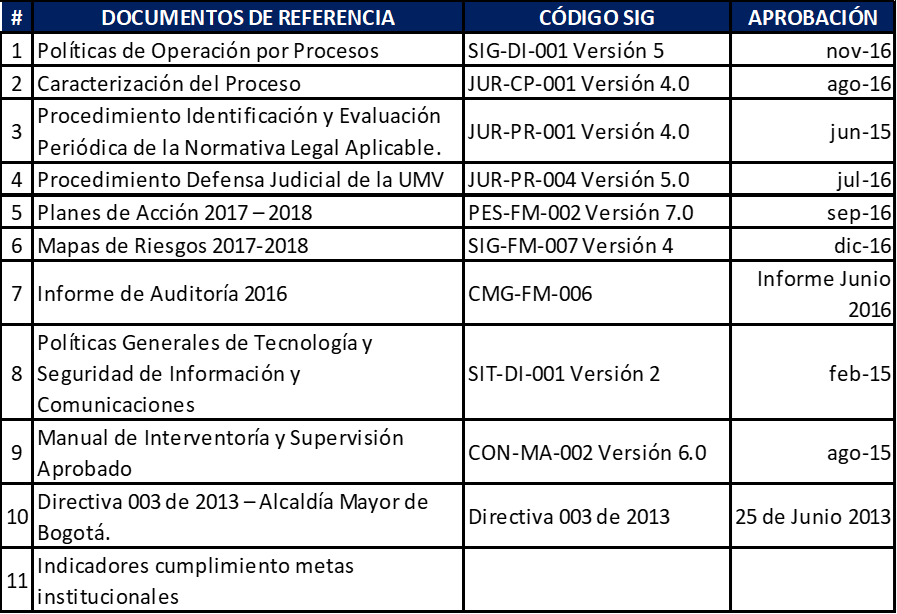 # DOCUMENTOS DE REFERENCIA CÓDIGO SIG APROBACIÓN
1 Políticas de Operación por Procesos SIG-DI-001 Versión 5 nov-16
2 Caracterización del Proceso JUR-CP-001 Versión 4.0 ago-16
3 Procedimiento Identificación y Evaluación
Periódica de la Normativa Legal Aplicable. JUR-PR-001 Versión 4.0 jun-15
4 Procedimiento Defensa Judicial de la UMV JUR-PR-004 Versión 5.0 jul-16
5 Planes de Acción 2017 – 2018 PES-FM-002 Versión 7.0 sep-16
6 Mapas de Riesgos 2017-2018 SIG-FM-007 Versión 4 dic-16
7 Informe de Auditoría 2016 CMG-FM-006 Informe Junio
2016
8 Políticas Generales de Tecnología y
Seguridad de Información y
Comunicaciones SIT-DI-001 Versión 2 feb-15
9 Manual de Interventoría y Supervisión
Aprobado CON-MA-002 Versión 6.0 ago-15
10 Directiva 003 de 2013 – Alcaldía Mayor de
Bogotá. Directiva 003 de 2013 25 de Junio 2013
11 Indicadores cumplimiento metas
institucionales